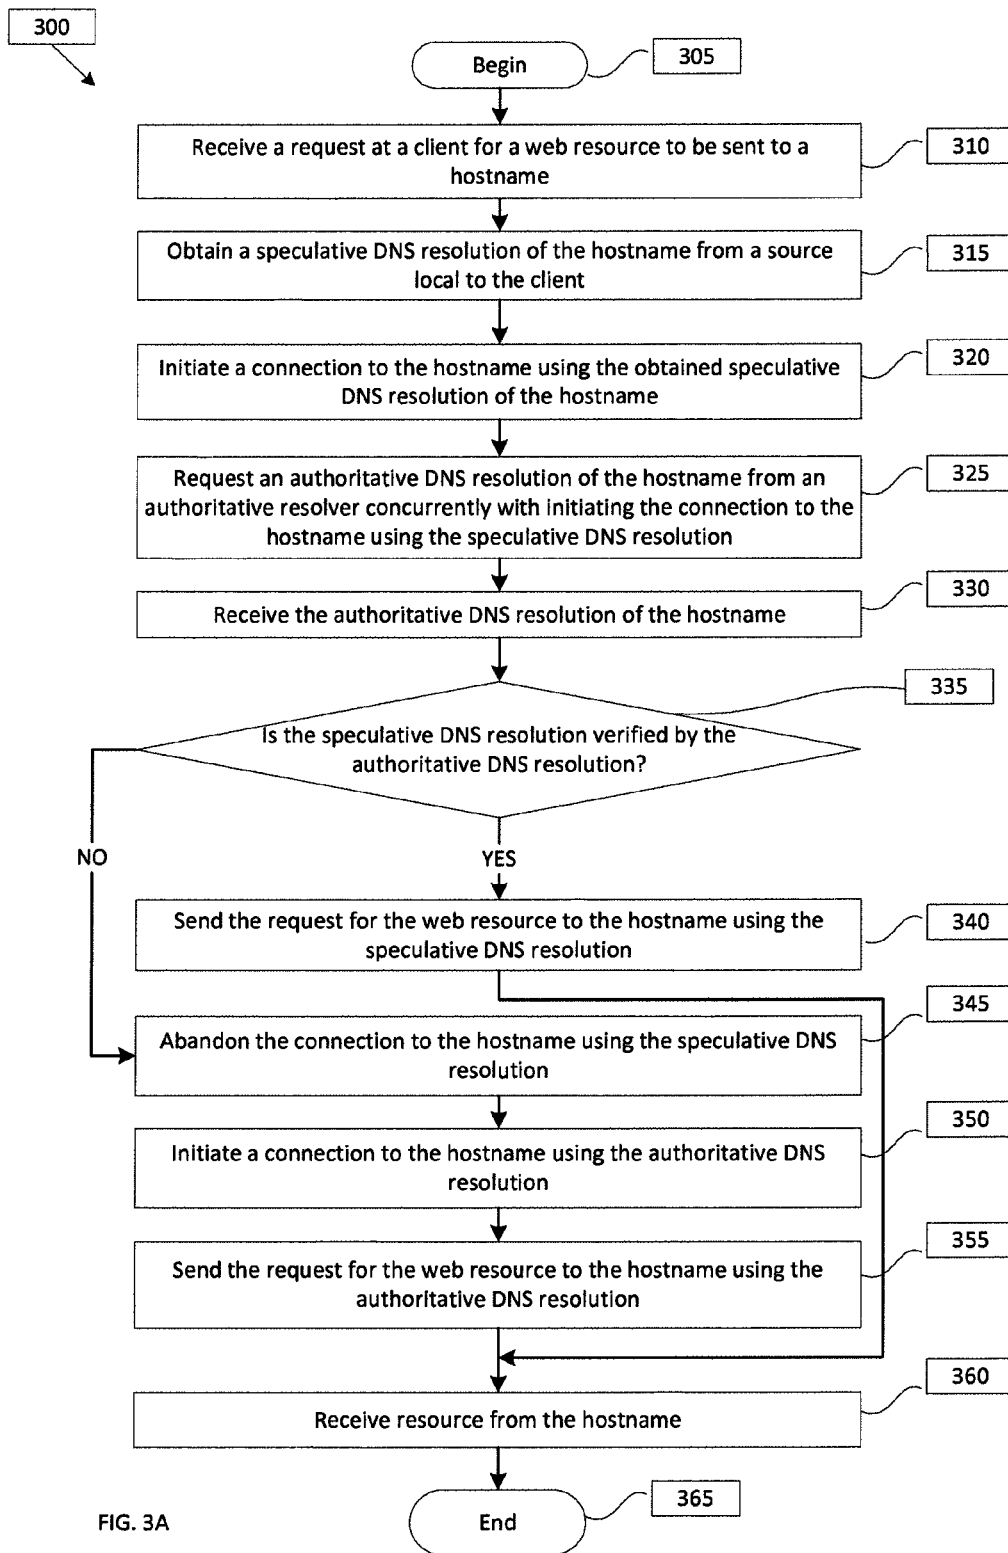 300
Begin
305
Receive a request at a client for a web resource to be sent to a
hostname
310
Obtain a speculative DNS resolution of the hostname from a source
local to the client
315
Initiate a connection to the hostname using the obtained speculative
DNS resolution of the hostname
320
Request an authoritative DNS resolution of the hostname from an
authoritative resolver concurrently with initiating the connection to the
hostname using the speculative DNS resolution
325
Receive the authoritative DNS resolution of the hostname
330
Is the speculative DNS resolution verified by the
authoritative DNS resolution?
335
NO
YES
Send the request for the web resource to the hostname using the
speculative DNS resolution
340
Abandon the connection to the hostname using the speculative DNS
resolution
345
Initiate a connection to the hostname using the authoritative DNS
resolution
350
Send the request for the web resource to the hostname using the
authoritative DNS resolution
355
Receive resource from the hostname
360
End
365
FIG. 3A